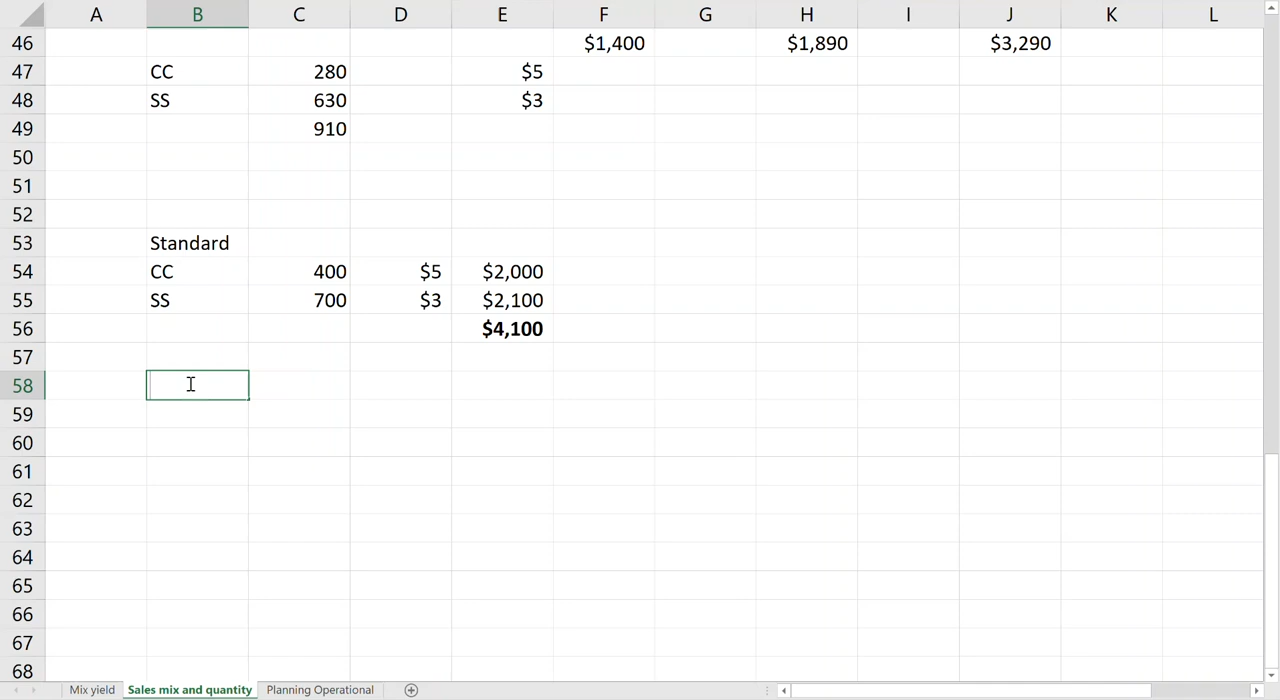 A B C D E F G H I J K L
46 $1,400 $1,890 $3,290
47 CC 280 $5
48 SS 630 $3
49 910
50
51
52
53 Standard
54 CC 400 $5 $2,000
55 SS 700 $3 $2,100
56 $4,100
57
58
59
60
61
62
63
64
65
66
67
68
Mix yield Sales mix and quantity Planning Operational